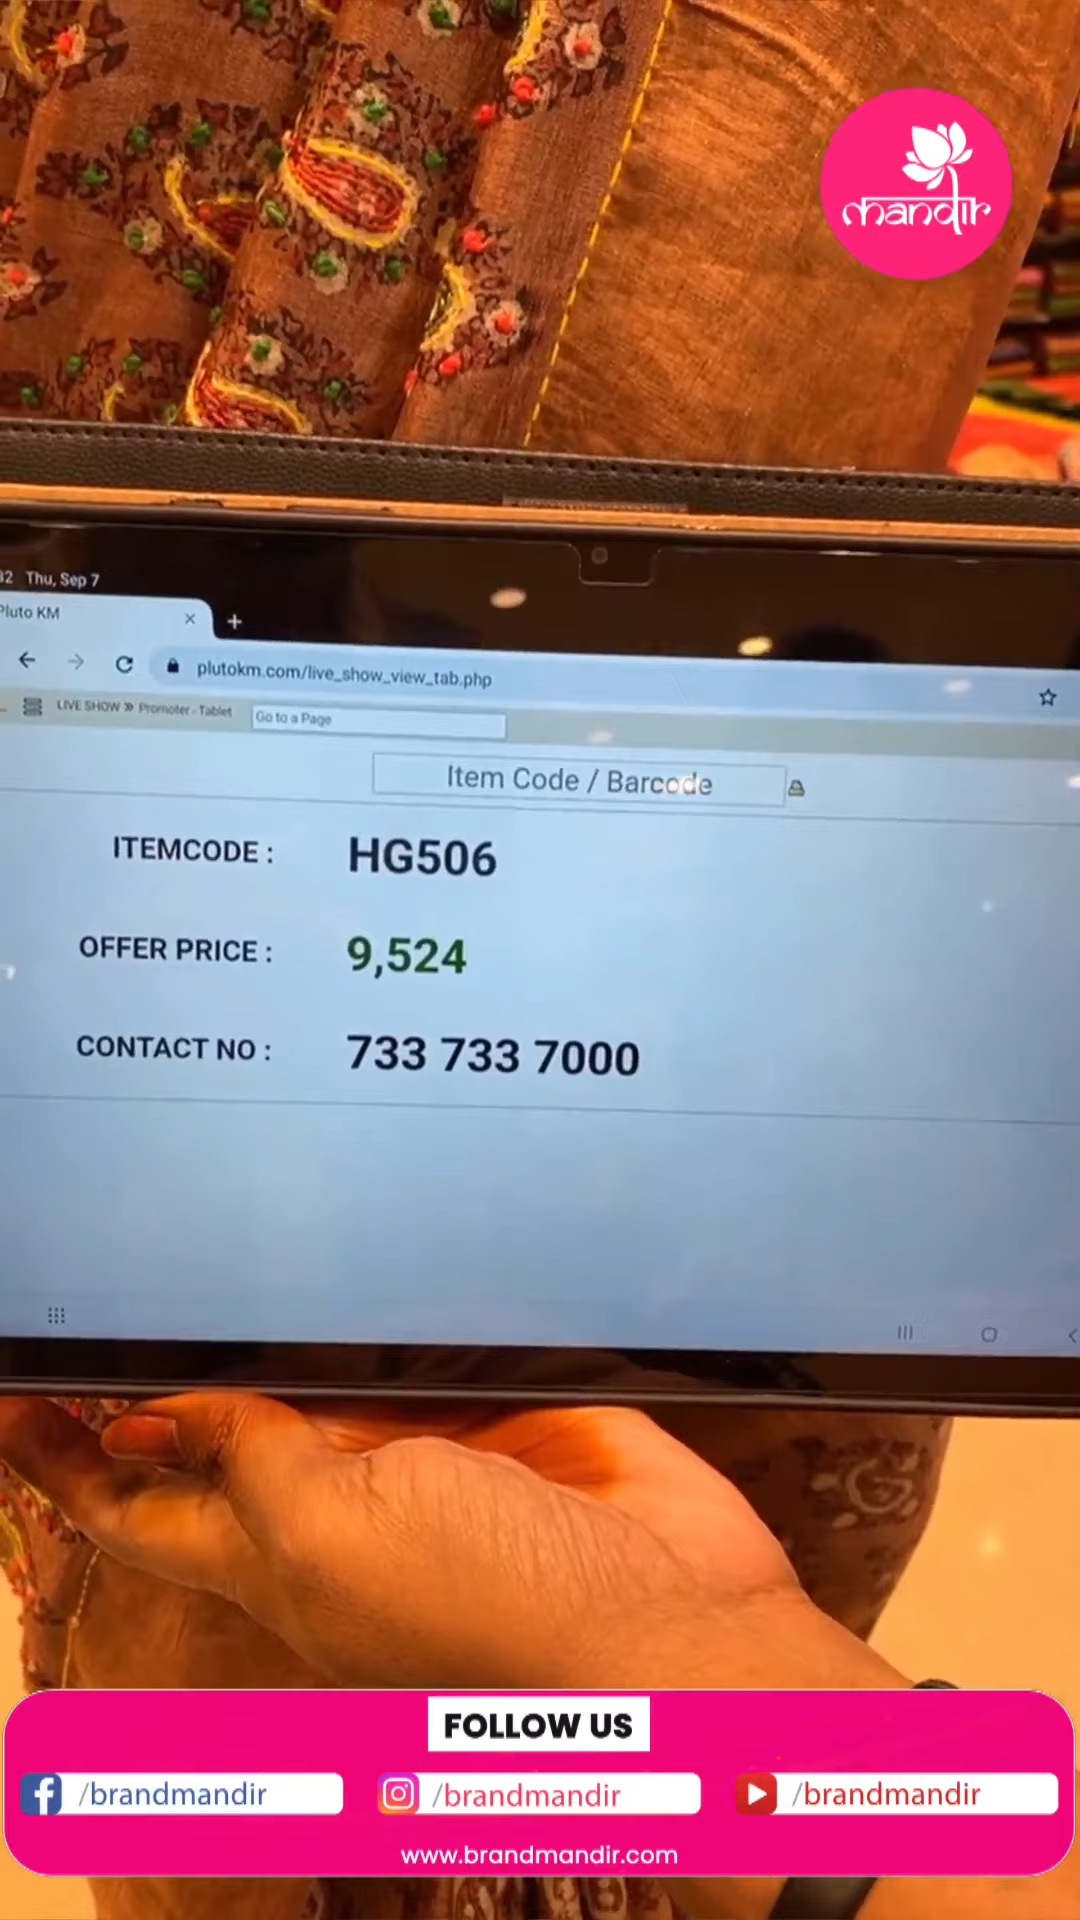 mandir
32 Thu, Sep 7
Pluto KM
plutokm.com/live_show_view_tab.php
LIVE SHOW » Promoter - Tablet
Go to a Page
Item Code / Barcode
ITEMCODE : HG506
OFFER PRICE : 9,524
CONTACT NO : 733 733 7000
FOLLOW US
/brandmandir /brandmandir /brandmandir
www.brandmandir.com